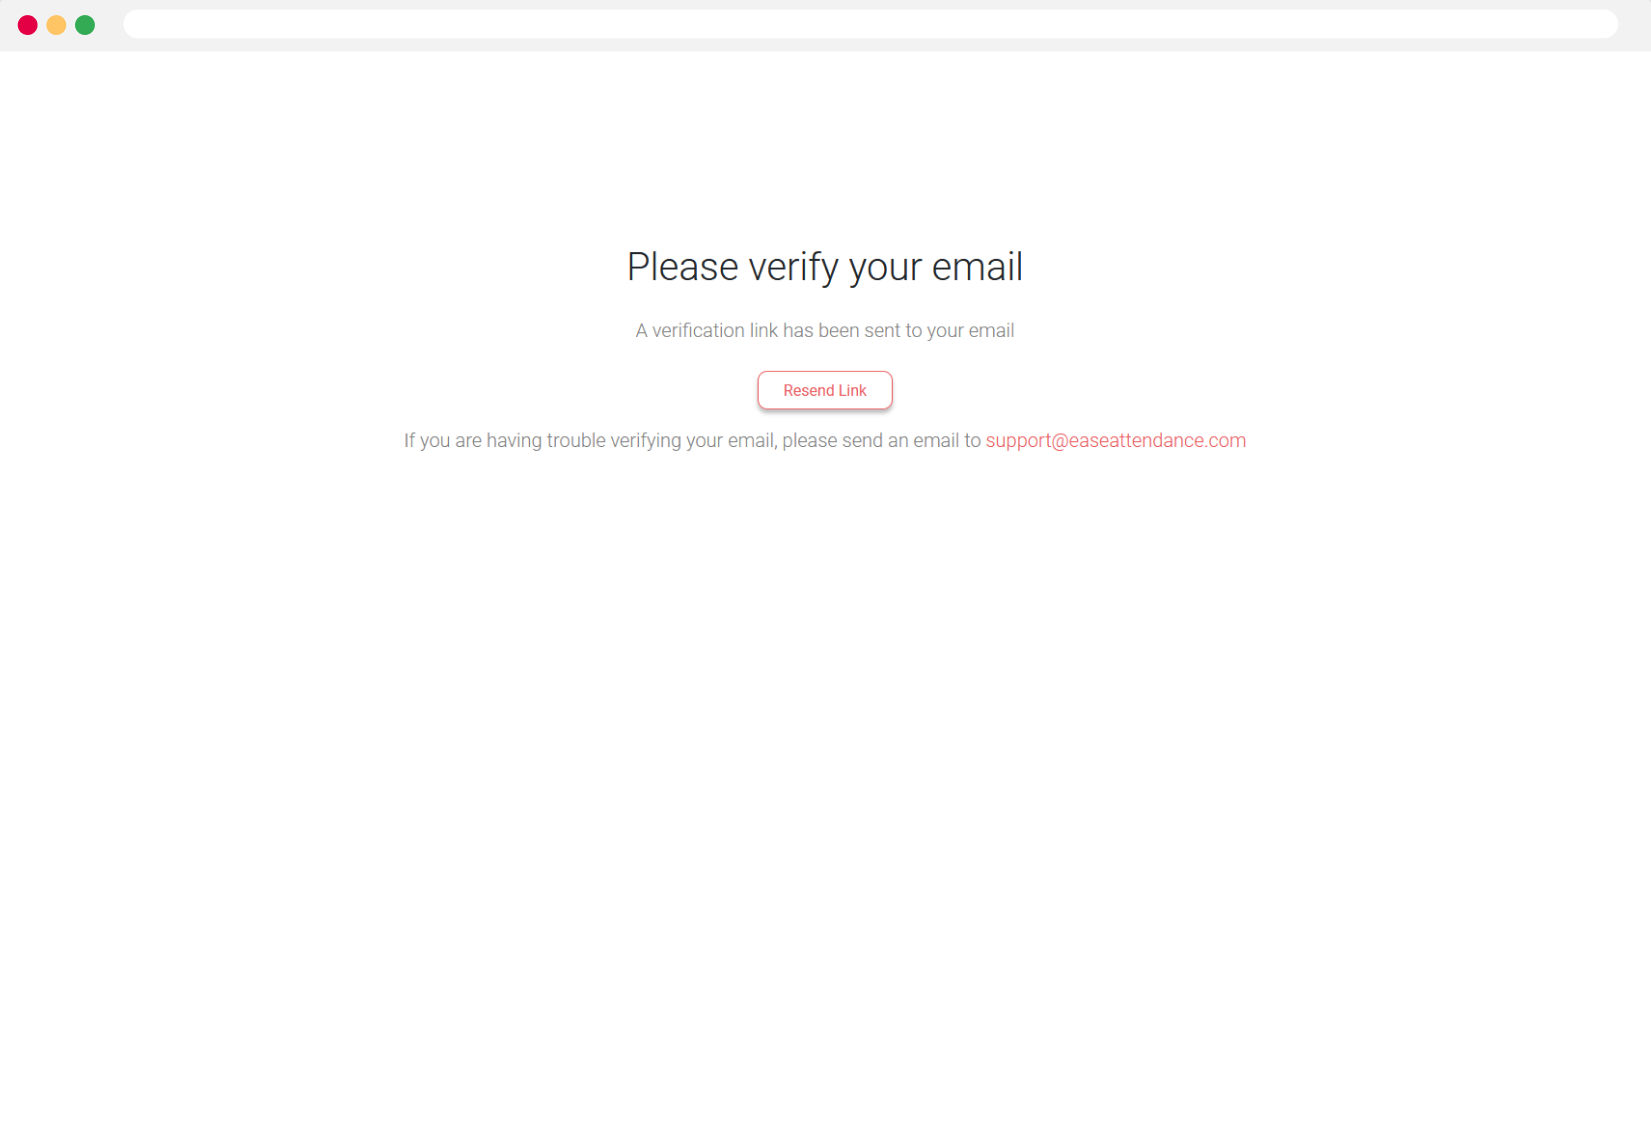 Please verify your email
A verification link has been sent to your email
Resend Link
If you are having trouble verifying your email, please send an email to support@easeattendance.com